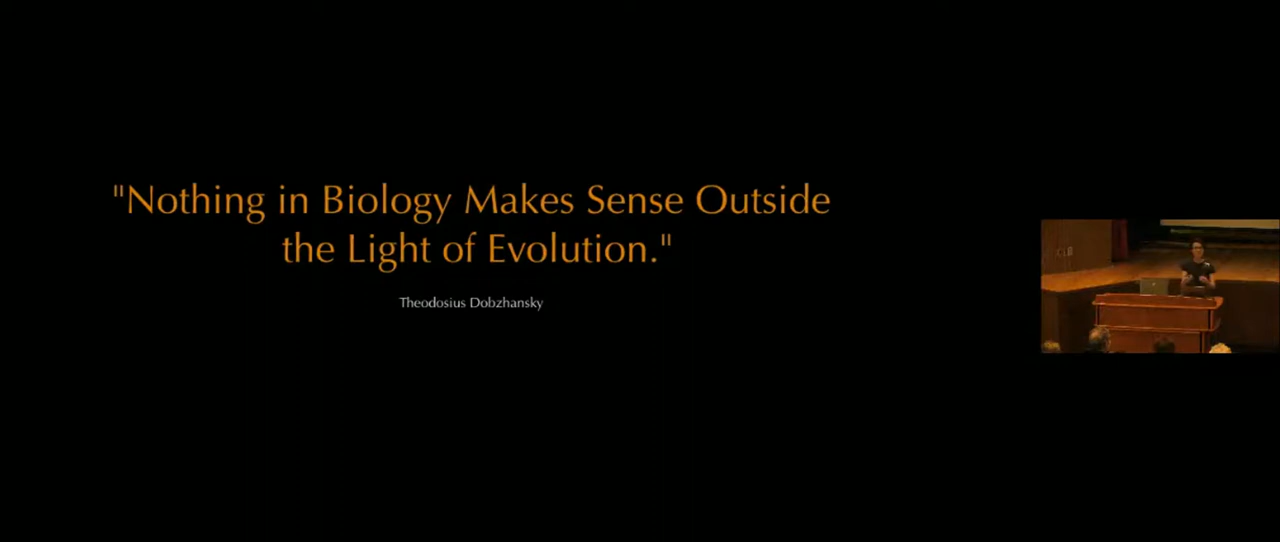 "Nothing in Biology Makes Sense Outside
the Light of Evolution."
Theodosius Dobzhansky